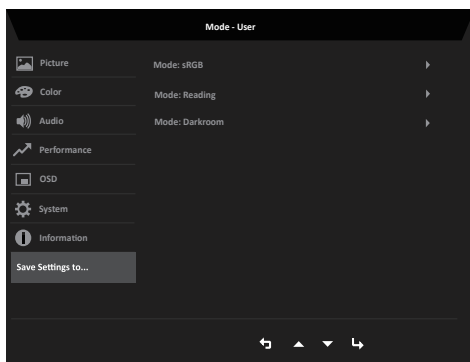 Mode - User
Picture
Color
Audio
Performance
OSD
System
Information
Save Settings to...
Mode: sRGB
Mode: Reading
Mode: Darkroom